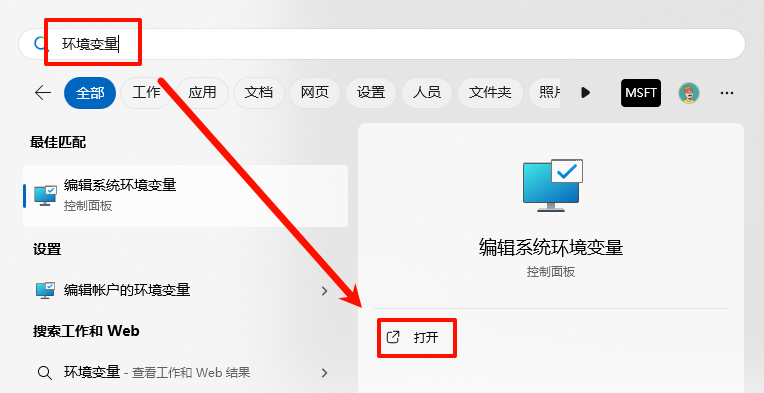 环境变量
全部 工作 应用 文档 网页 设置 人员 文件夹 照片 MSFT ...
最佳匹配
编辑系统环境变量
控制面板
设置
编辑帐户的环境变量
搜索工作和 Web
环境变量 - 查看工作和 Web 结果
编辑系统环境变量
控制面板
打开